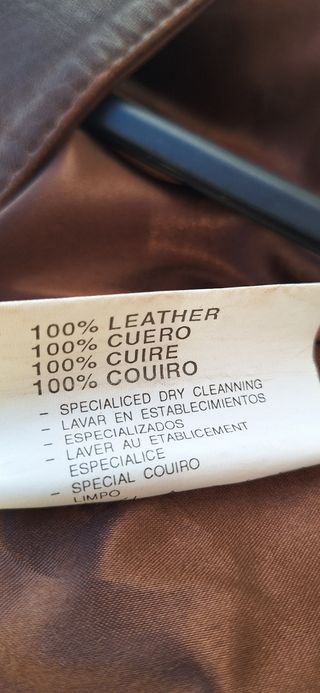 100% LEATHER
100% CUERO
100% CUIRE
100% COUIRO
- SPECIALICED DRY CLEANNING
- LAVAR EN ESTABLECIMIENTOS
- ESPECIALIZADOS
- LAVER AU ETABLICEMENT
ESPECIALICE
- SPECIAL COUIRO
LIMPO